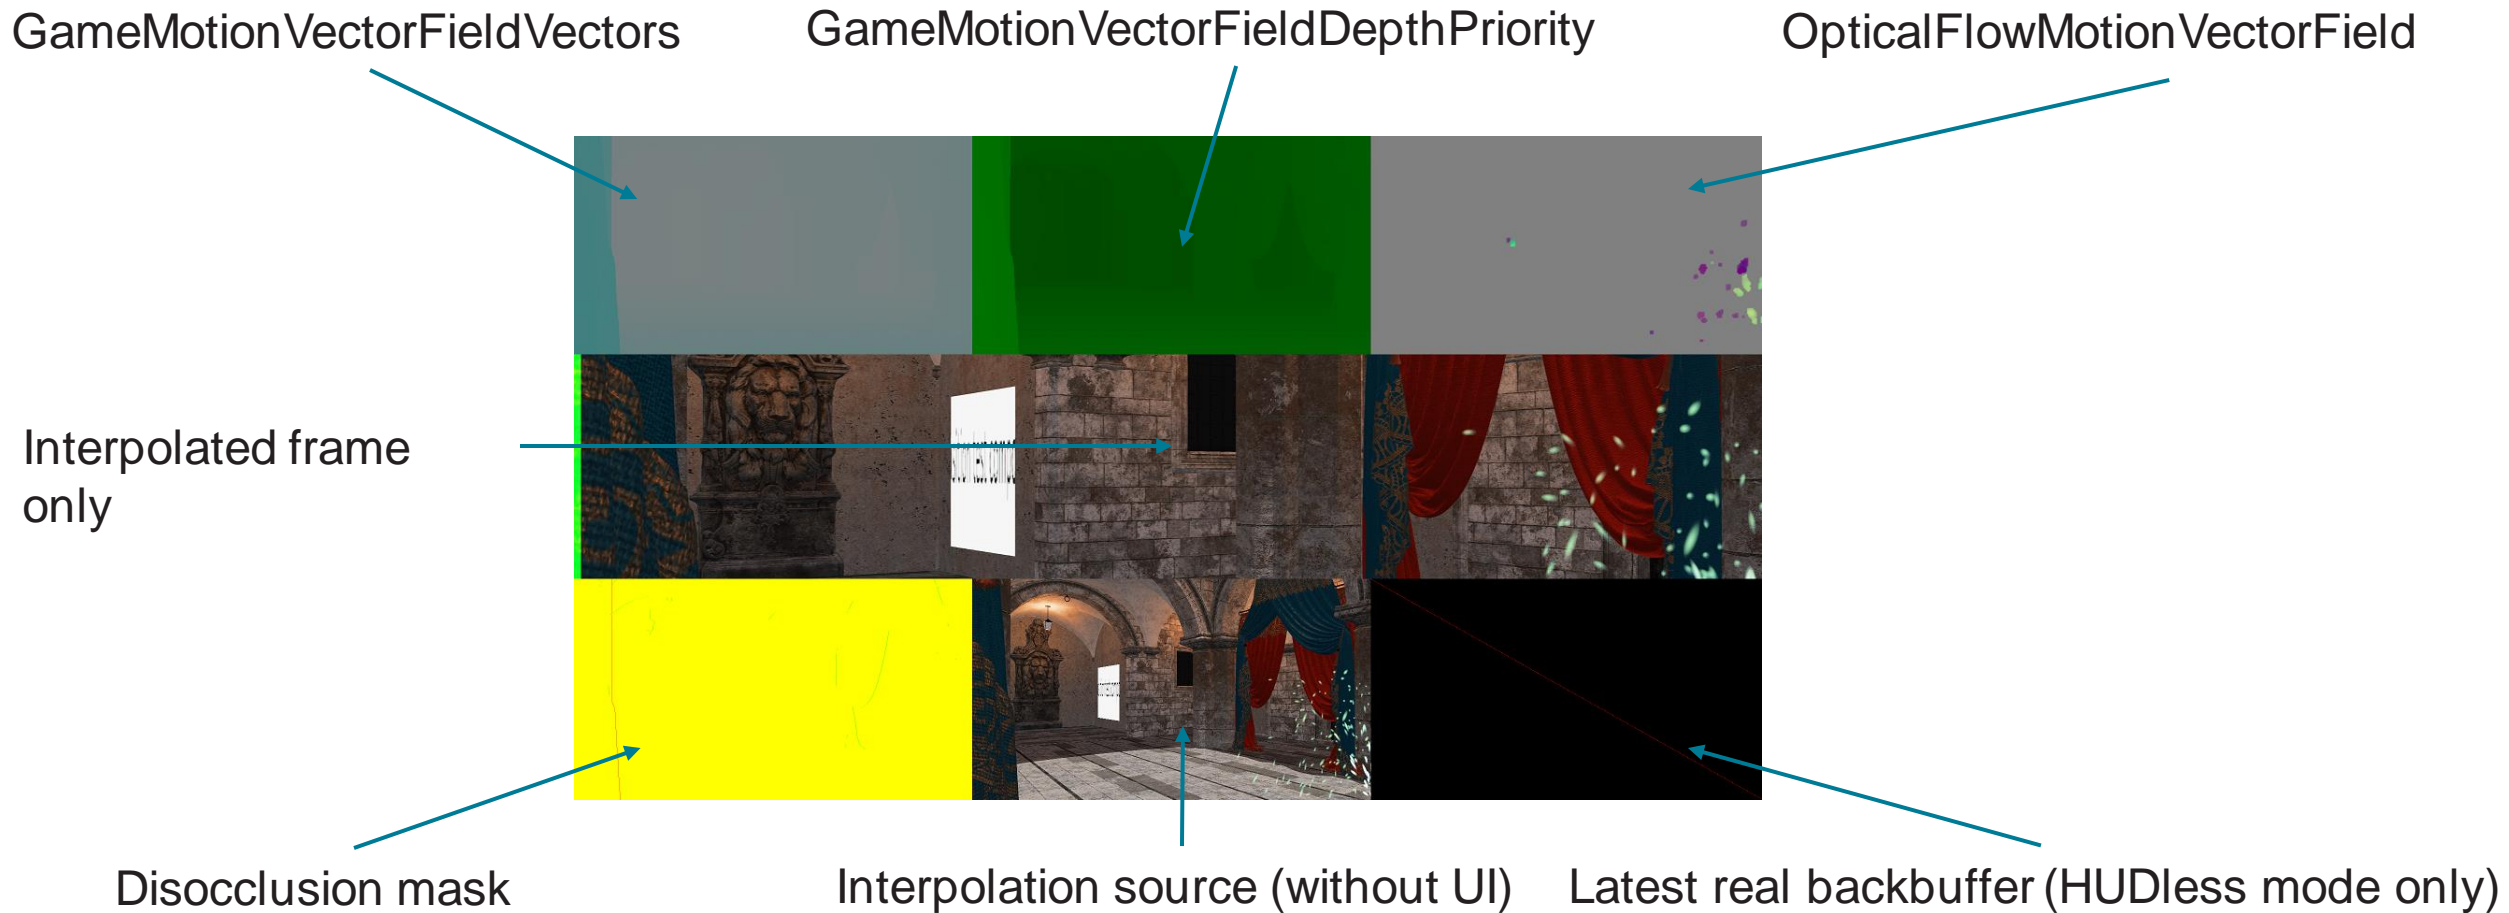 GameMotionVectorFieldVectors
GameMotionVectorFieldDepthPriority
OpticalFlowMotionVectorField
Interpolated frame
only
Disocclusion mask
Interpolation source (without UI)
Latest real backbuffer (HUDless mode only)